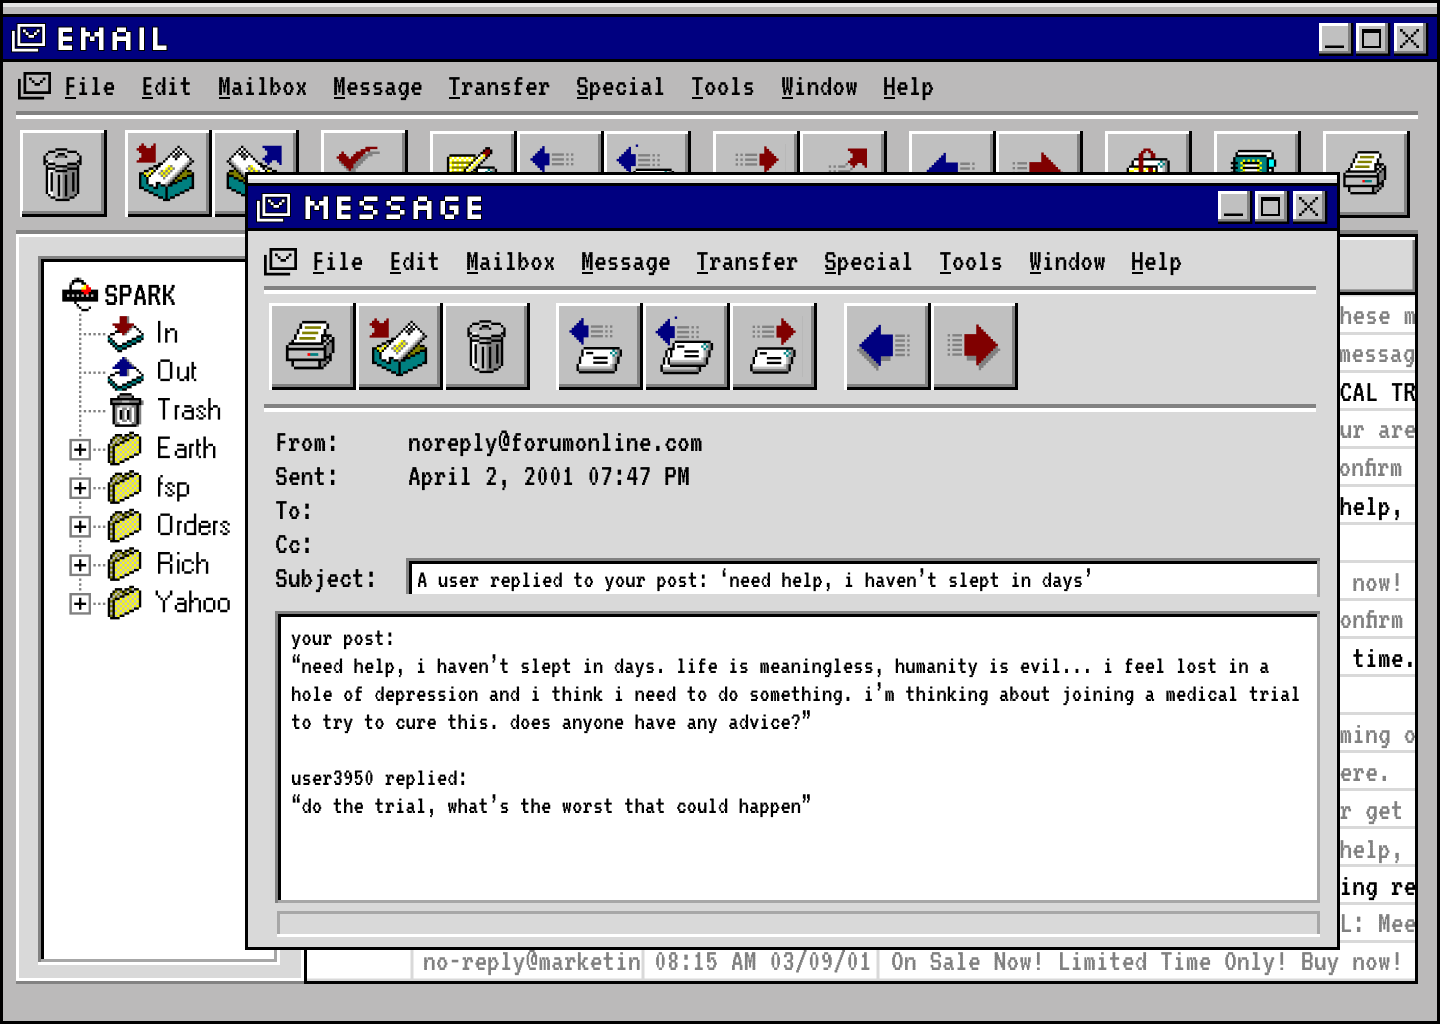 EMAIL
File Edit Mailbox Message Transfer Special Tools Window Help
MESSAGE
File Edit Mailbox Message Transfer Special Tools Window Help
SPARK
In
Out
Trash
Earth
fsp
Orders
Rich
Yahoo
From: noreply@forumonline.com
Sent: April 2, 2001 07:47 PM
To:
Cc:
Subject: A user replied to your post: ‘need help, i haven’t slept in days’
your post:
“need help, i haven’t slept in days. life is meaningless, humanity is evil... i feel lost in a
hole of depression and i think i need to do something. i’m thinking about joining a medical trial
to try to cure this. does anyone have any advice?”
user3950 replied:
“do the trial, what’s the worst that could happen”
hese m
messag
CAL TR
ur are
onfirm
help,
now!
onfirm
time.
ming o
ere.
r get
help,
ing re
L: Mee
no-reply@marketin 08:15 AM 03/09/01 On Sale Now! Limited Time Only! Buy now!